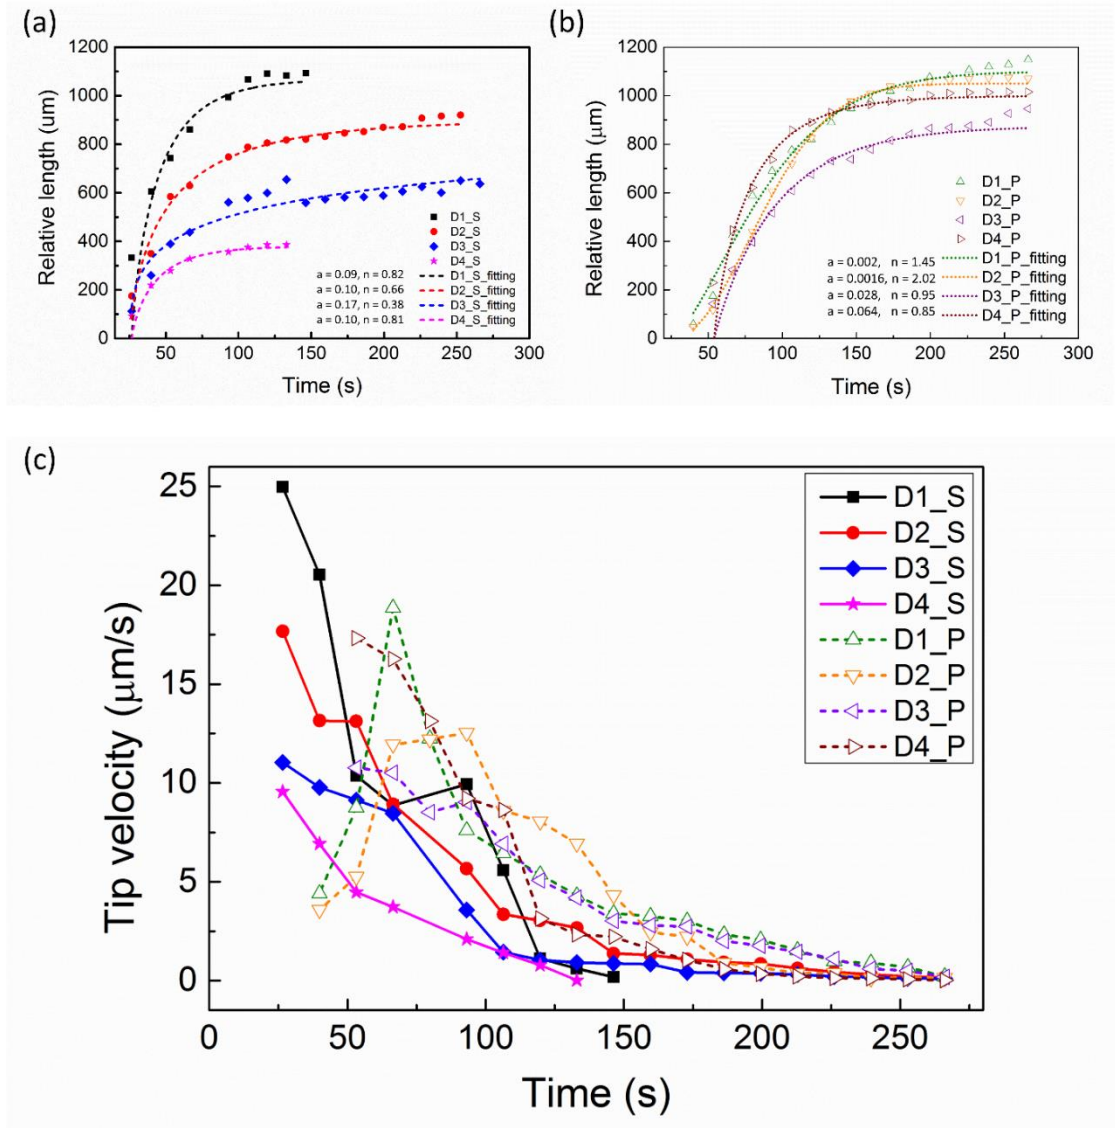 (a)
1200
1000
800
600
400
200
0
Relative length (um)
50 100 150 200 250 300
Time (s)
D1_S
D2_S
D3_S
D4_S
a = 0.09, n = 0.82 D1_S_fitting
a = 0.10, n = 0.66 D2_S_fitting
a = 0.17, n = 0.38 D3_S_fitting
a = 0.10, n = 0.81 D4_S_fitting
(b)
1200
1000
800
600
400
200
0
Relative length (μm)
50 100 150 200 250 300
Time (s)
D1_P
D2_P
D3_P
D4_P
a = 0.002, n = 1.45 D1_P_fitting
a = 0.0016, n = 2.02 D2_P_fitting
a = 0.028, n = 0.95 D3_P_fitting
a = 0.064, n = 0.85 D4_P_fitting
(c)
25
20
15
10
5
0
Tip velocity (μm/s)
0 50 100 150 200 250
Time (s)
D1_S
D2_S
D3_S
D4_S
D1_P
D2_P
D3_P
D4_P